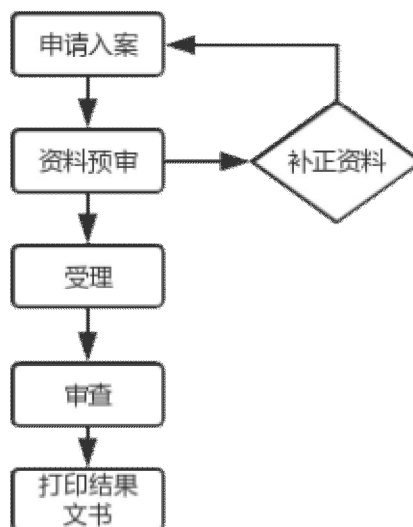 申请入案
资料预审
补正资料
受理
审查
打印结果
文书